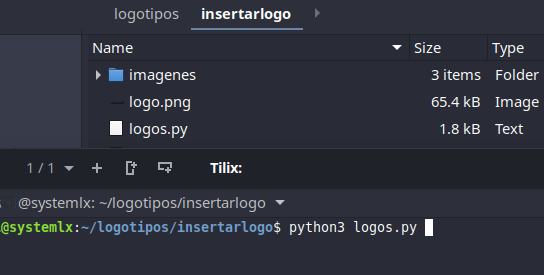 logotipos insertarlogo
Name Size Type
imagenes 3 items Folder
logo.png 65.4 kB Image
logos.py 1.8 kB Text
1 / 1 Tilix:
@systemlx: ~/logotipos/insertarlogo
@systemlx:~/logotipos/insertarlogo$ python3 logos.py